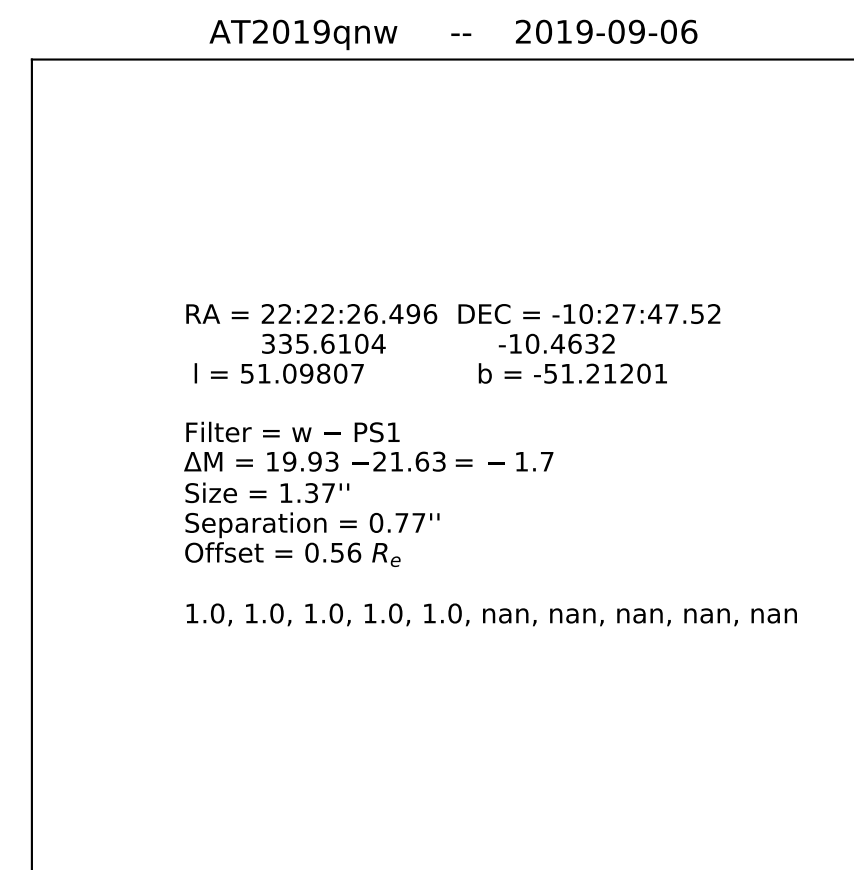 AT2019qnw -- 2019-09-06
RA = 22:22:26.496 DEC = -10:27:47.52
335.6104 -10.4632
l = 51.09807 b = -51.21201
Filter = w − PS1
ΔM = 19.93 −21.63 = − 1.7
Size = 1.37''
Separation = 0.77''
Offset = 0.56 Rₑ
1.0, 1.0, 1.0, 1.0, 1.0, nan, nan, nan, nan, nan